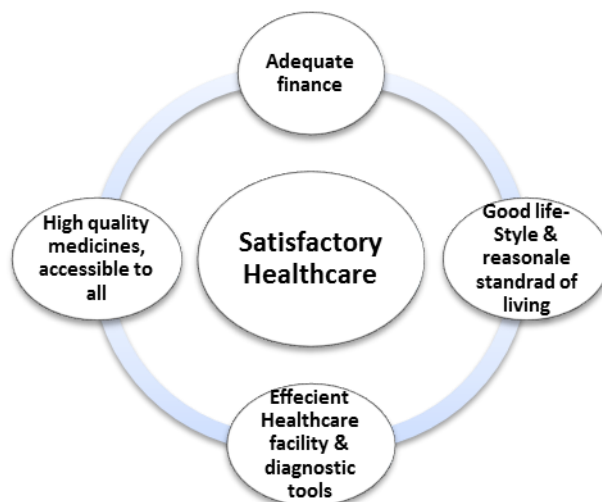 Adequate
finance
High quality
medicines,
accessible to
all
Satisfactory
Healthcare
Good life-
Style &
reasonale
standrad of
living
Effecient
Healthcare
facility &
diagnostic
tools